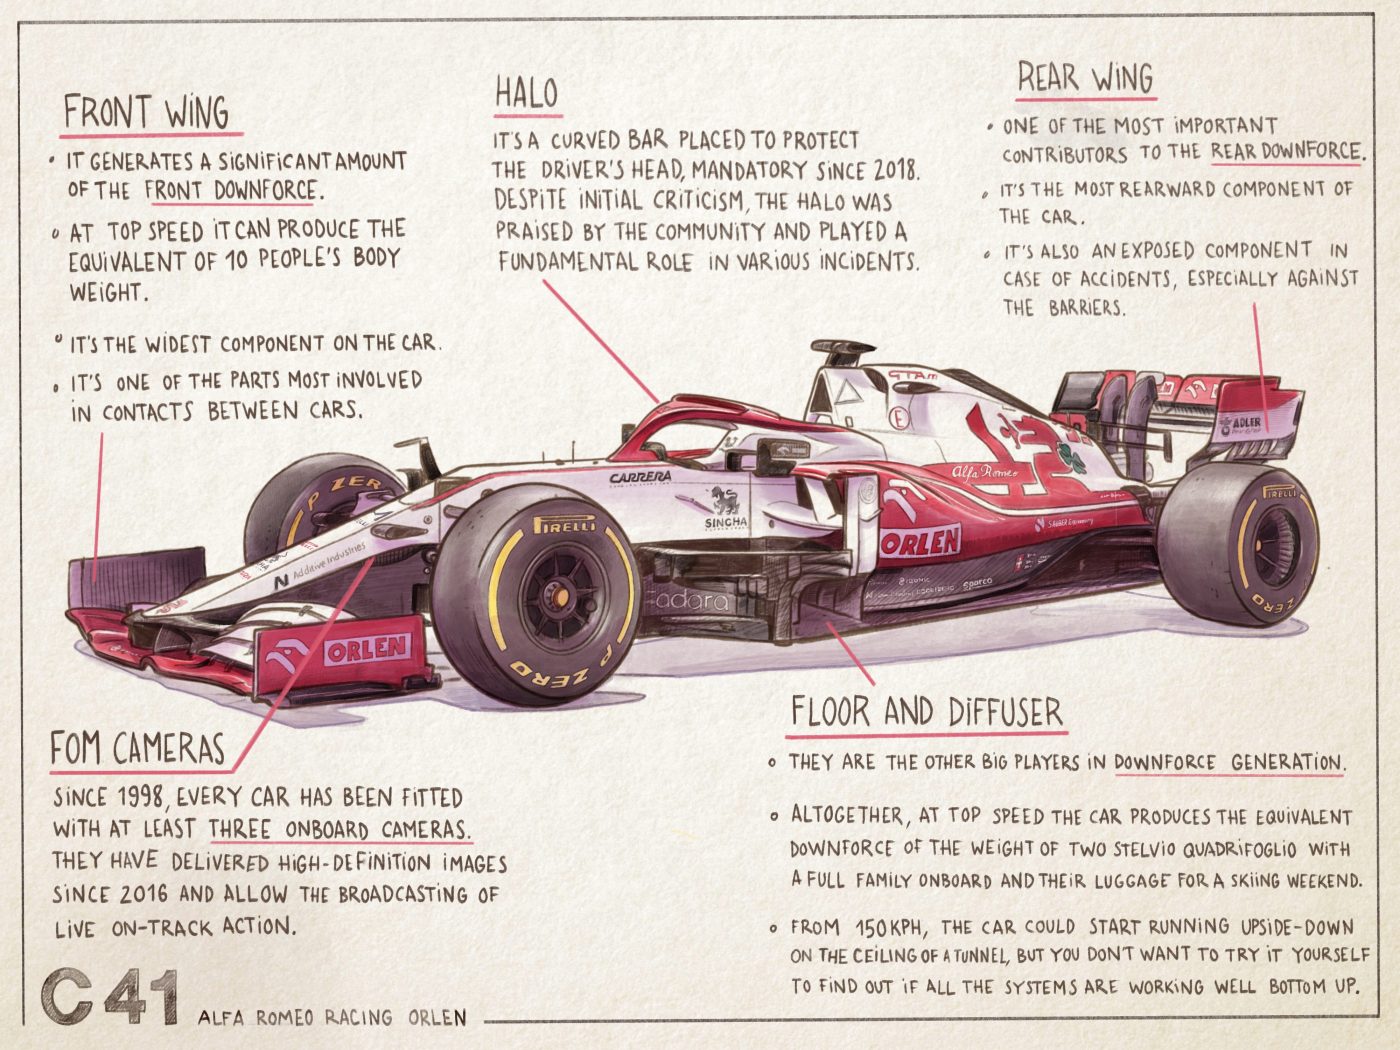 FRONT WING
• IT GENERATES A SIGNIFICANT AMOUNT
OF THE FRONT DOWNFORCE.
• AT TOP SPEED IT CAN PRODUCE THE
EQUIVALENT OF 10 PEOPLE'S BODY
WEIGHT.
• IT'S THE WIDEST COMPONENT ON THE CAR.
• IT'S ONE OF THE PARTS MOST INVOLVED
IN CONTACTS BETWEEN CARS.
HALO
IT'S A CURVED BAR PLACED TO PROTECT
THE DRIVER'S HEAD, MANDATORY SINCE 2018.
DESPITE INITIAL CRITICISM, THE HALO WAS
PRAISED BY THE COMMUNITY AND PLAYED A
FUNDAMENTAL ROLE IN VARIOUS INCIDENTS.
REAR WING
• ONE OF THE MOST IMPORTANT
CONTRIBUTORS TO THE REAR DOWNFORCE.
• IT'S THE MOST REARWARD COMPONENT OF
THE CAR.
• IT'S ALSO AN EXPOSED COMPONENT IN
CASE OF ACCIDENTS, ESPECIALLY AGAINST
THE BARRIERS.
GTAm
E
ADLER
P ZERO
CARRERA
SINGHA
Alfa Romeo
SAUBER Engineering
PIRELLI
PIRELLI
ORLEN
Additive Industries
adara
IQONIC
Sparco
ORLEN
P ZERO
ZERO
FOM CAMERAS
SINCE 1998, EVERY CAR HAS BEEN FITTED
WITH AT LEAST THREE ONBOARD CAMERAS.
THEY HAVE DELIVERED HIGH-DEFINITION IMAGES
SINCE 2016 AND ALLOW THE BROADCASTING OF
LIVE ON-TRACK ACTION.
FLOOR AND DIFFUSER
• THEY ARE THE OTHER BIG PLAYERS IN DOWNFORCE GENERATION.
• ALTOGETHER, AT TOP SPEED THE CAR PRODUCES THE EQUIVALENT
DOWNFORCE OF THE WEIGHT OF TWO STELVIO QUADRIFOGLIO WITH
A FULL FAMILY ONBOARD AND THEIR LUGGAGE FOR A SKIING WEEKEND.
• FROM 150KPH, THE CAR COULD START RUNNING UPSIDE-DOWN
ON THE CEILING OF A TUNNEL, BUT YOU DON'T WANT TO TRY IT YOURSELF
TO FIND OUT IF ALL THE SYSTEMS ARE WORKING WELL BOTTOM UP.
C41 ALFA ROMEO RACING ORLEN